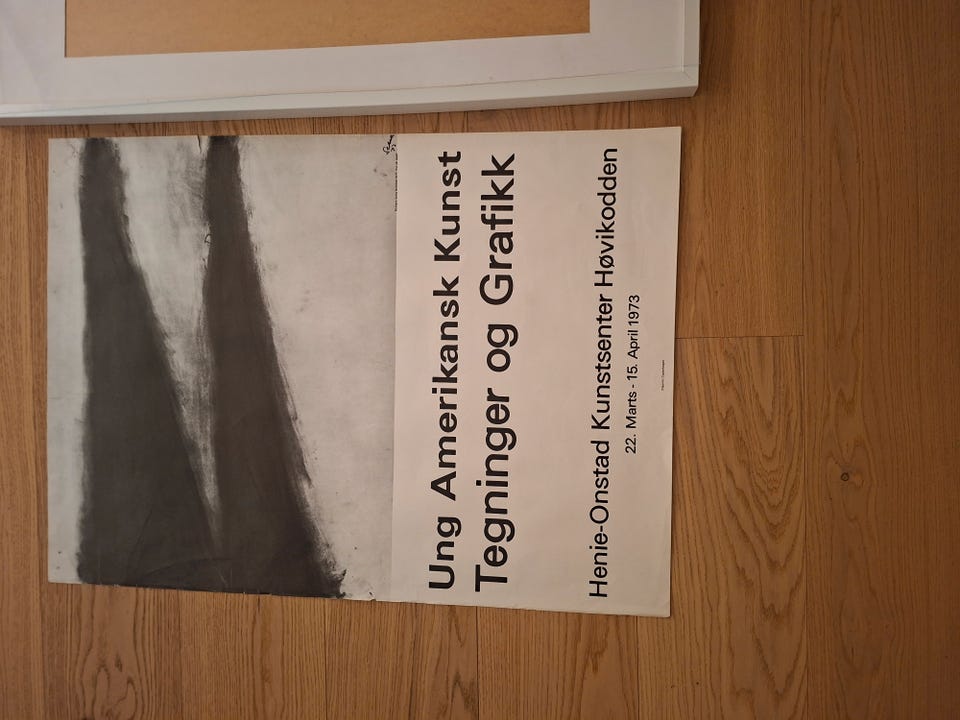 Ung Amerikansk Kunst
Tegninger og Grafikk
Henie-Onstad Kunstsenter Høvikodden
22. Marts - 15. April 1973